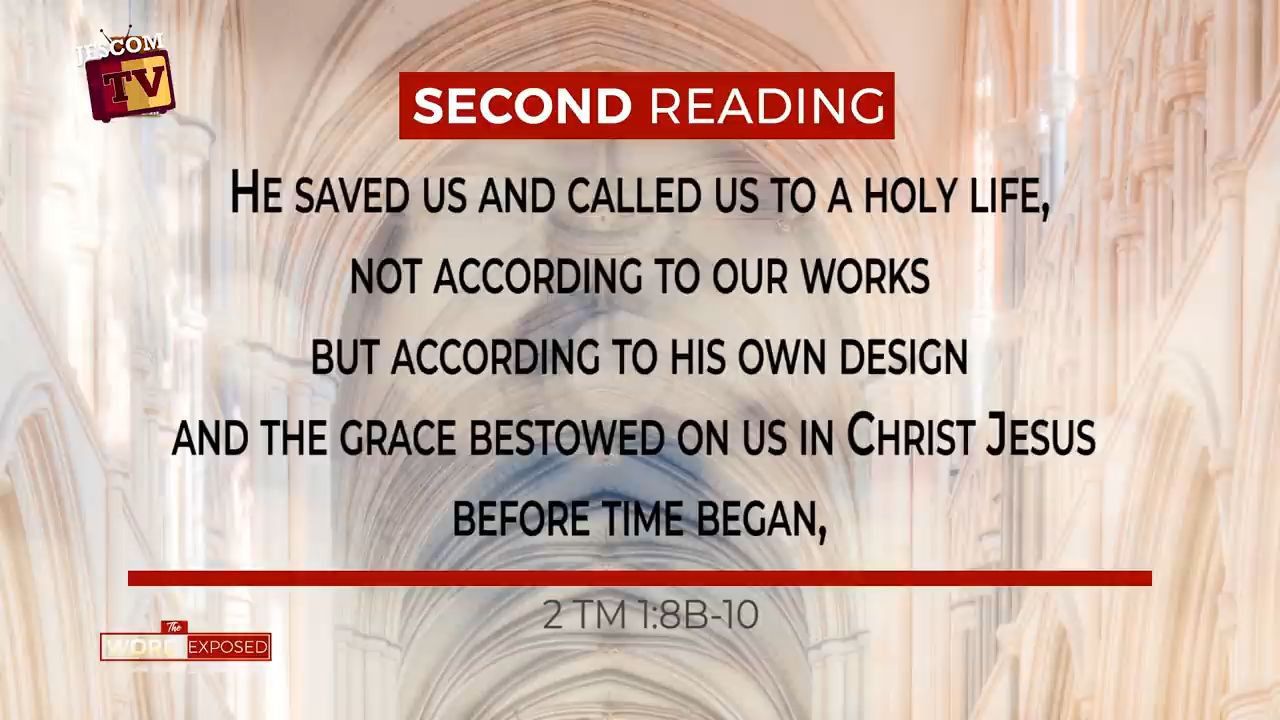 JESCOM
TV
SECOND READING
HE SAVED US AND CALLED US TO A HOLY LIFE,
NOT ACCORDING TO OUR WORKS
BUT ACCORDING TO HIS OWN DESIGN
AND THE GRACE BESTOWED ON US IN CHRIST JESUS
BEFORE TIME BEGAN,
2 TM 1:8B-10
The
WORD EXPOSED